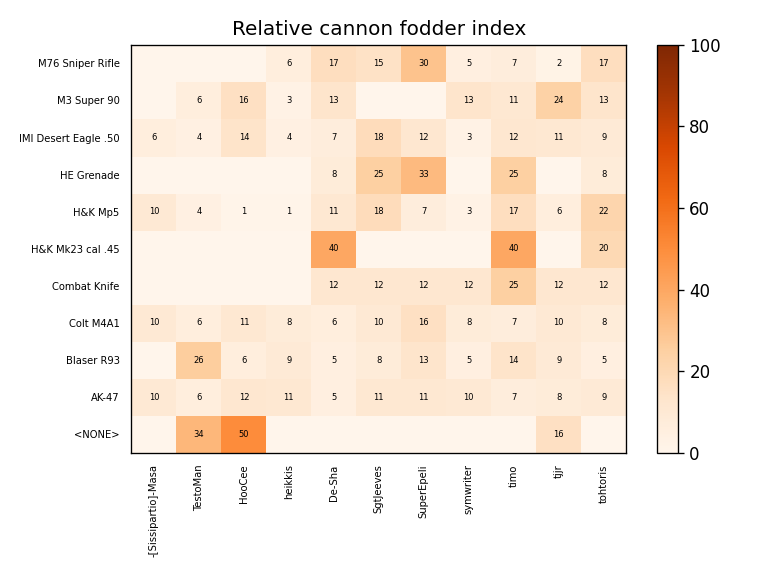 Relative cannon fodder index
M76 Sniper Rifle 6 17 15 30 5 7 2 17
M3 Super 90 6 16 3 13 13 11 24 13
IMI Desert Eagle .50 6 4 14 4 7 18 12 3 12 11 9
HE Grenade 8 25 33 25 8
H&K Mp5 10 4 1 1 11 18 7 3 17 6 22
H&K Mk23 cal .45 40 40 20
Combat Knife 12 12 12 12 25 12 12
Colt M4A1 10 6 11 8 6 10 16 8 7 10 8
Blaser R93 26 6 9 5 8 13 5 14 9 5
AK-47 10 6 12 11 5 11 11 10 7 8 9
<NONE> 34 50 16
-[Sissipartio]-Masa
TestoMan
HooCee
heikkis
De-Sha
SgtJeeves
SuperEpeli
symwriter
timo
tjjr
tohtoris
100
80
60
40
20
0